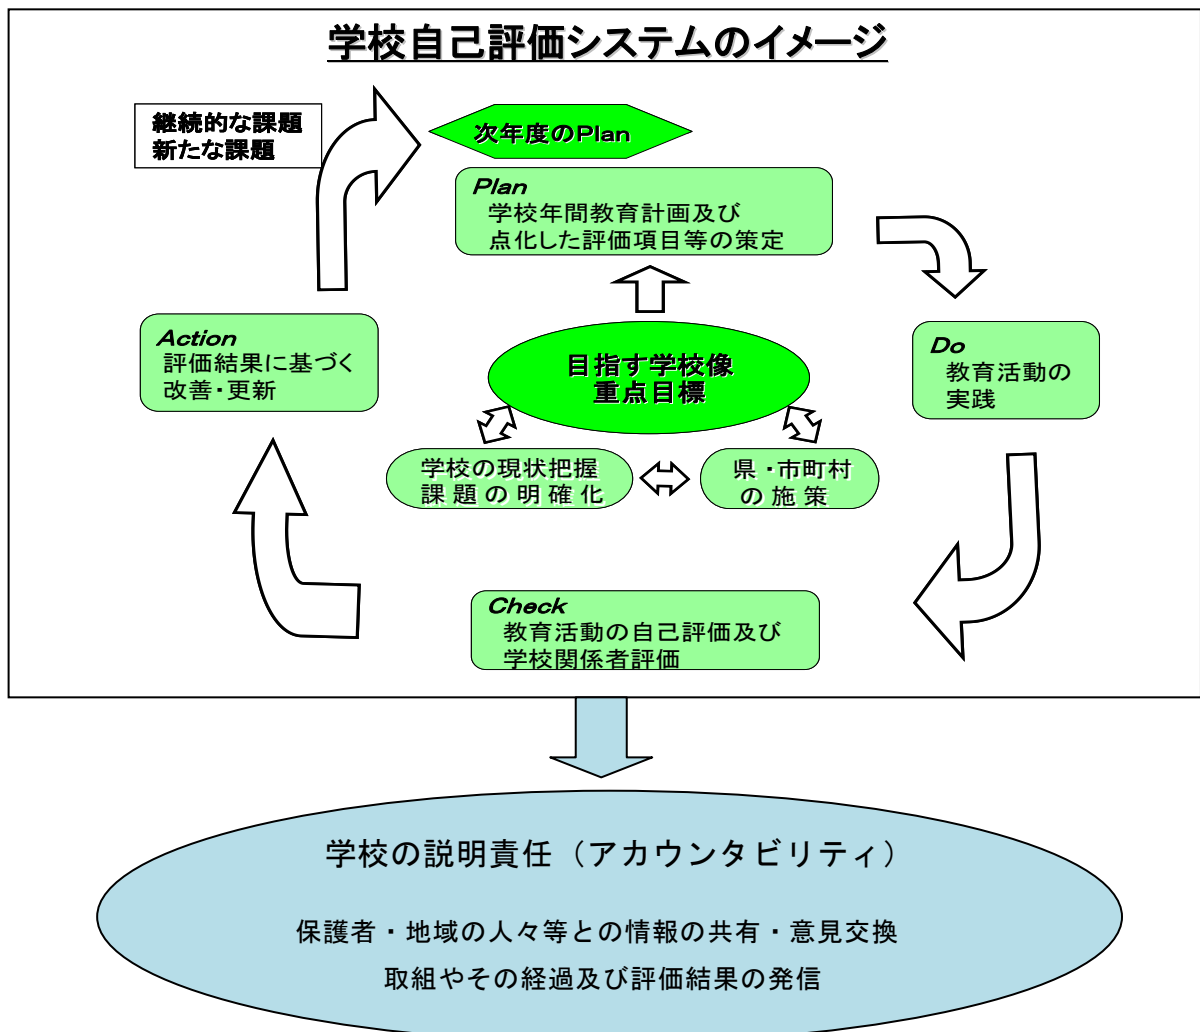 学校自己評価システムのイメージ
継続的な課題
新たな課題
次年度のPlan
Plan
学校年間教育計画及び
点化した評価項目等の策定
Action
評価結果に基づく
改善・更新
目指す学校像
重点目標
Do
教育活動の
実践
学校の現状把握
課題の明確化
県・市町村
の施策
Check
教育活動の自己評価及び
学校関係者評価
学校の説明責任（アカウンタビリティ）
保護者・地域の人々等との情報の共有・意見交換
取組やその経過及び評価結果の発信